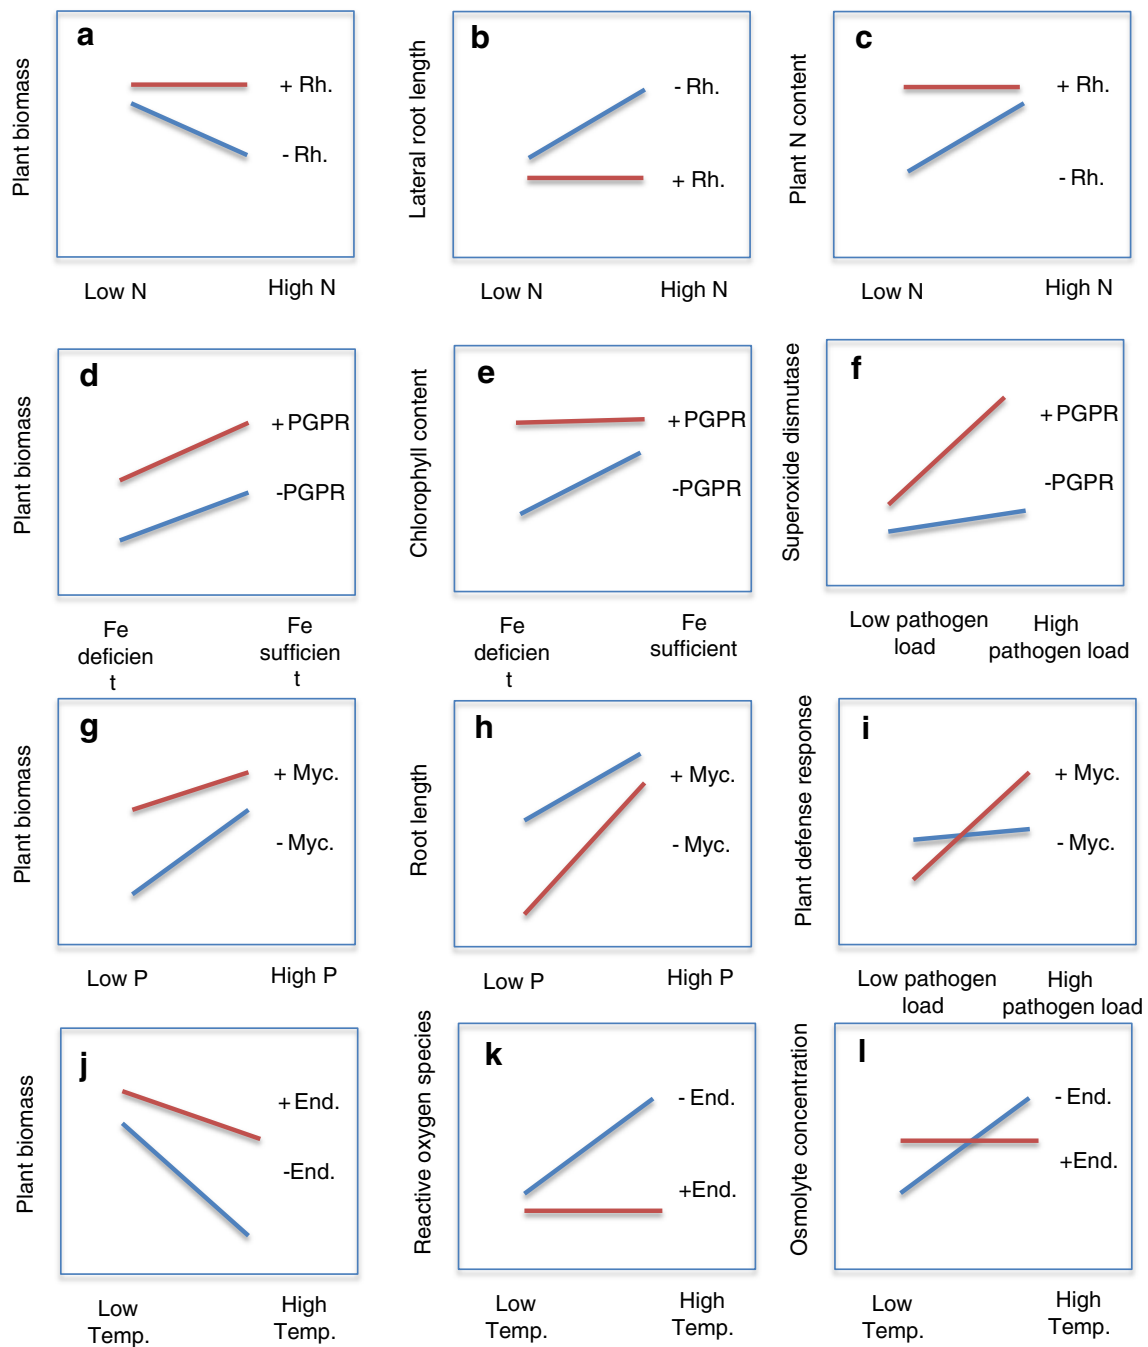 a
Plant biomass
+ Rh.
- Rh.
Low N
High N
b
Lateral root length
- Rh.
+ Rh.
Low N
High N
c
Plant N content
+ Rh.
- Rh.
Low N
High N
d
Plant biomass
+ PGPR
-PGPR
Fe
deficien
t
Fe
sufficien
t
e
Chlorophyll content
+ PGPR
-PGPR
Fe
deficien
t
Fe
sufficient
f
Superoxide dismutase
+ PGPR
-PGPR
Low pathogen
load
High
pathogen load
g
Plant biomass
+ Myc.
- Myc.
Low P
High P
h
Root length
+ Myc.
- Myc.
Low P
High P
i
Plant defense response
+ Myc.
- Myc.
Low pathogen
load
High
pathogen load
j
Plant biomass
+ End.
-End.
Low
Temp.
High
Temp.
k
Reactive oxygen species
- End.
+End.
Low
Temp.
High
Temp.
l
Osmolyte concentration
- End.
+End.
Low
Temp.
High
Temp.